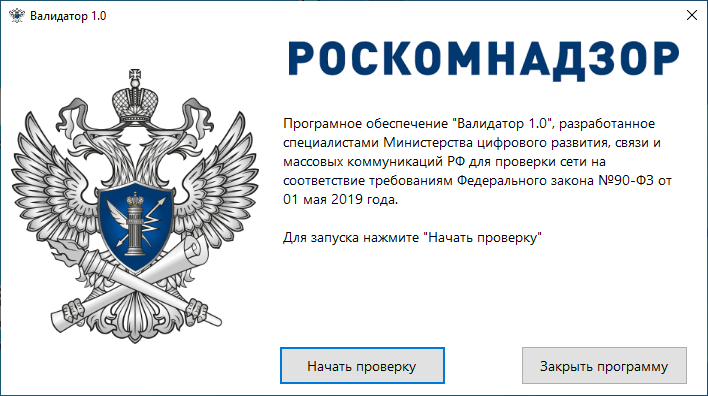 Валидатор 1.0
РОСКОМНАДЗОР
Програмное обеспечение "Валидатор 1.0", разработанное
специалистами Министерства цифрового развития, связи и
массовых коммуникаций РФ для проверки сети на
соответствие требованиям Федерального закона №90-ФЗ от
01 мая 2019 года.
Для запуска нажмите "Начать проверку"
Начать проверку
Закрыть программу